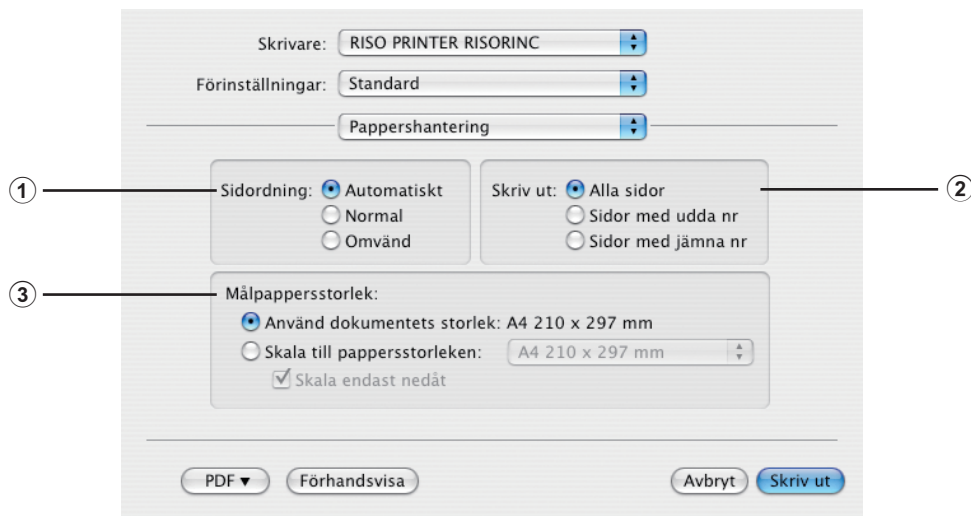 Skrivare: RISO PRINTER RISORINC
Förinställningar: Standard
Pappershantering
① Sidordning: Automatiskt
Normal
Omvänd
Skriv ut: Alla sidor ②
Sidor med udda nr
Sidor med jämna nr
③ Målpappersstorlek:
Använd dokumentets storlek: A4 210 x 297 mm
Skala till pappersstorleken: A4 210 x 297 mm
Skala endast nedåt
PDF ▼ Förhandsvisa Avbryt Skriv ut